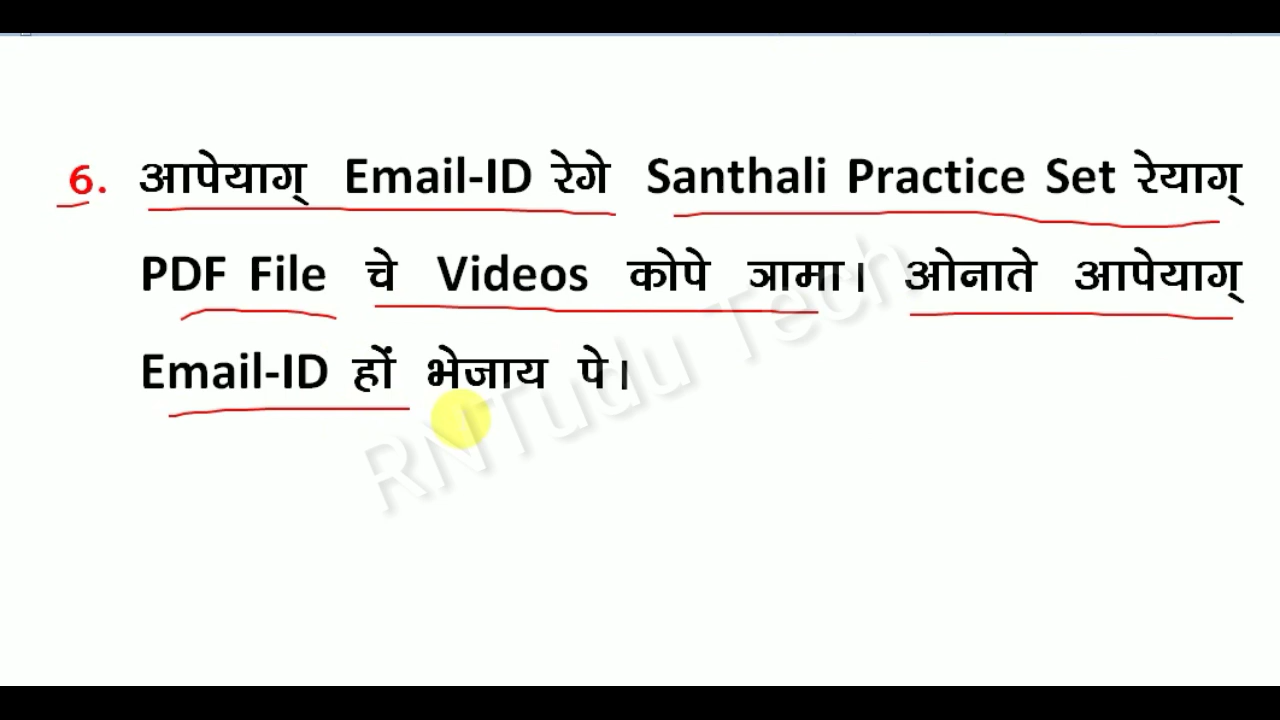 6. आपेयाग् Email-ID रेगे Santhali Practice Set रेयाग्
PDF File चे Videos कोपे ञामा। ओनाते आपेयाग्
Email-ID हों भेजाय पे।
RNTudu Tech